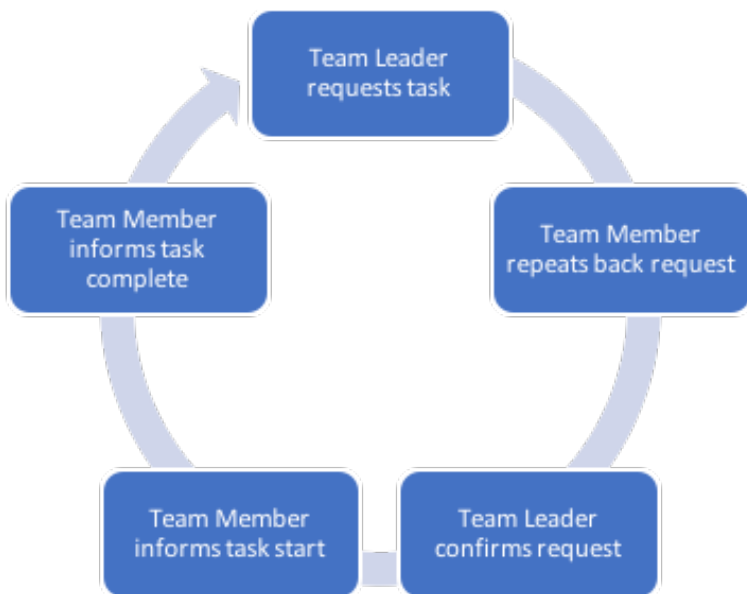 Team Leader
requests task
Team Member
repeats back request
Team Leader
confirms request
Team Member
informs task start
Team Member
informs task
complete